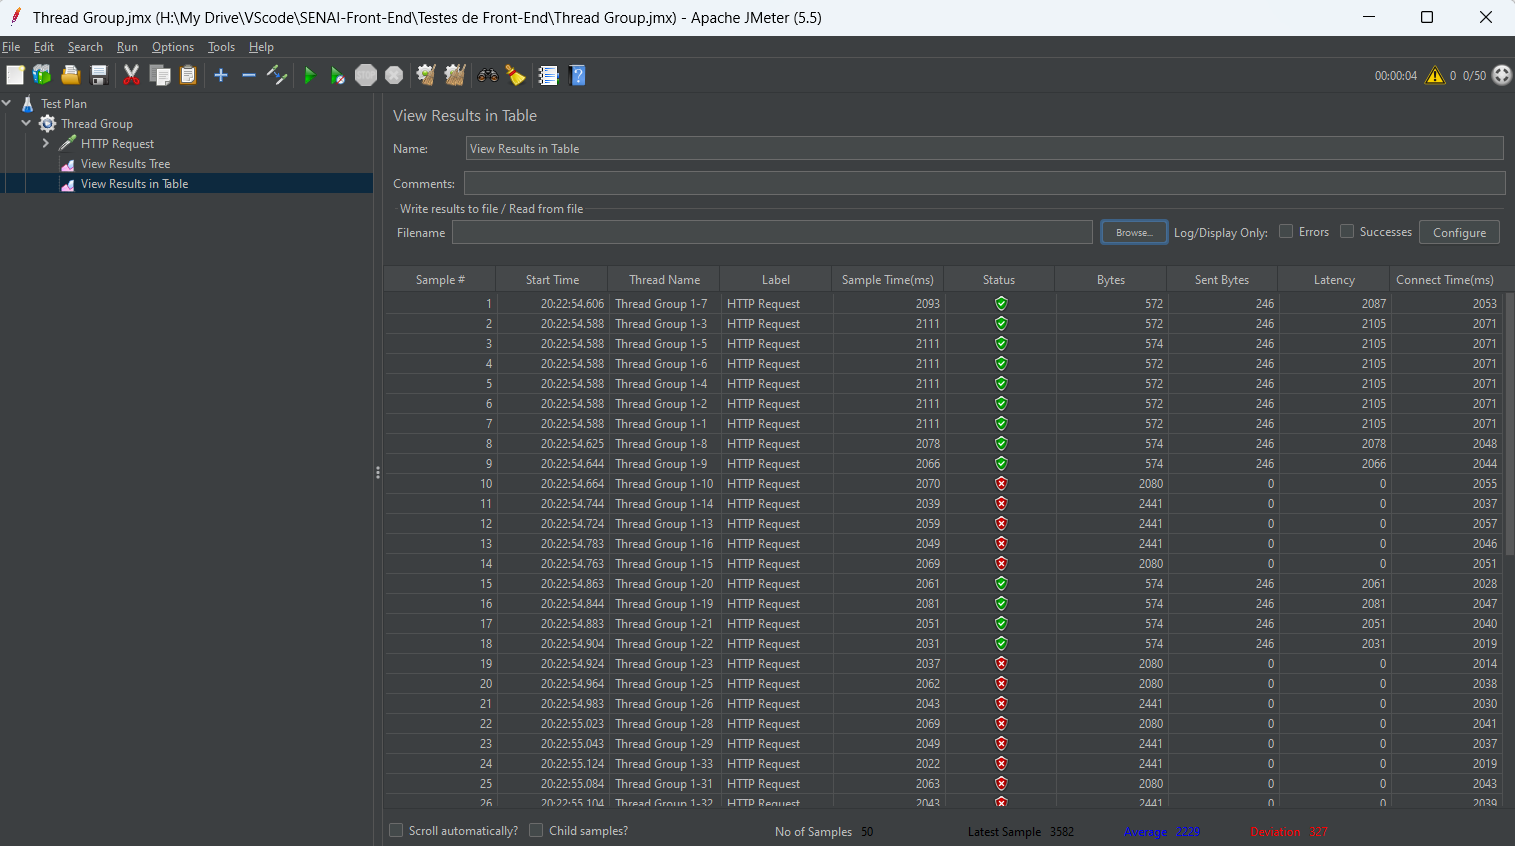 Thread Group.jmx (H:\My Drive\VScode\SENAI-Front-End\Testes de Front-End\Thread Group.jmx) - Apache JMeter (5.5)
File Edit Search Run Options Tools Help
00:00:04 0 0/50
Test Plan
Thread Group
HTTP Request
View Results Tree
View Results in Table
View Results in Table
Name: View Results in Table
Comments:
Write results to file / Read from file
Filename Browse... Log/Display Only: Errors Successes Configure
Sample # Start Time Thread Name Label Sample Time(ms) Status Bytes Sent Bytes Latency Connect Time(ms)
1 20:22:54.606 Thread Group 1-7 HTTP Request 2093 572 246 2087 2053
2 20:22:54.588 Thread Group 1-3 HTTP Request 2111 572 246 2105 2071
3 20:22:54.588 Thread Group 1-5 HTTP Request 2111 574 246 2105 2071
4 20:22:54.588 Thread Group 1-6 HTTP Request 2111 572 246 2105 2071
5 20:22:54.588 Thread Group 1-4 HTTP Request 2111 572 246 2105 2071
6 20:22:54.588 Thread Group 1-2 HTTP Request 2111 572 246 2105 2071
7 20:22:54.588 Thread Group 1-1 HTTP Request 2111 572 246 2105 2071
8 20:22:54.625 Thread Group 1-8 HTTP Request 2078 574 246 2078 2048
9 20:22:54.644 Thread Group 1-9 HTTP Request 2066 574 246 2066 2044
10 20:22:54.664 Thread Group 1-10 HTTP Request 2070 2080 0 0 2055
11 20:22:54.744 Thread Group 1-14 HTTP Request 2039 2441 0 0 2037
12 20:22:54.724 Thread Group 1-13 HTTP Request 2059 2441 0 0 2057
13 20:22:54.783 Thread Group 1-16 HTTP Request 2049 2441 0 0 2046
14 20:22:54.763 Thread Group 1-15 HTTP Request 2069 2080 0 0 2051
15 20:22:54.863 Thread Group 1-20 HTTP Request 2061 574 246 2061 2028
16 20:22:54.844 Thread Group 1-19 HTTP Request 2081 574 246 2081 2047
17 20:22:54.883 Thread Group 1-21 HTTP Request 2051 574 246 2051 2040
18 20:22:54.904 Thread Group 1-22 HTTP Request 2031 574 246 2031 2019
19 20:22:54.924 Thread Group 1-23 HTTP Request 2037 2080 0 0 2014
20 20:22:54.964 Thread Group 1-25 HTTP Request 2062 2080 0 0 2038
21 20:22:54.983 Thread Group 1-26 HTTP Request 2043 2441 0 0 2030
22 20:22:55.023 Thread Group 1-28 HTTP Request 2069 2080 0 0 2041
23 20:22:55.043 Thread Group 1-29 HTTP Request 2049 2441 0 0 2037
24 20:22:55.124 Thread Group 1-33 HTTP Request 2022 2441 0 0 2019
25 20:22:55.084 Thread Group 1-31 HTTP Request 2063 2080 0 0 2043
26 20:22:55.104 Thread Group 1-32 HTTP Request 2043 2441 0 0 2039
Scroll automatically? Child samples? No of Samples 50 Latest Sample 3582 Average 2229 Deviation 327